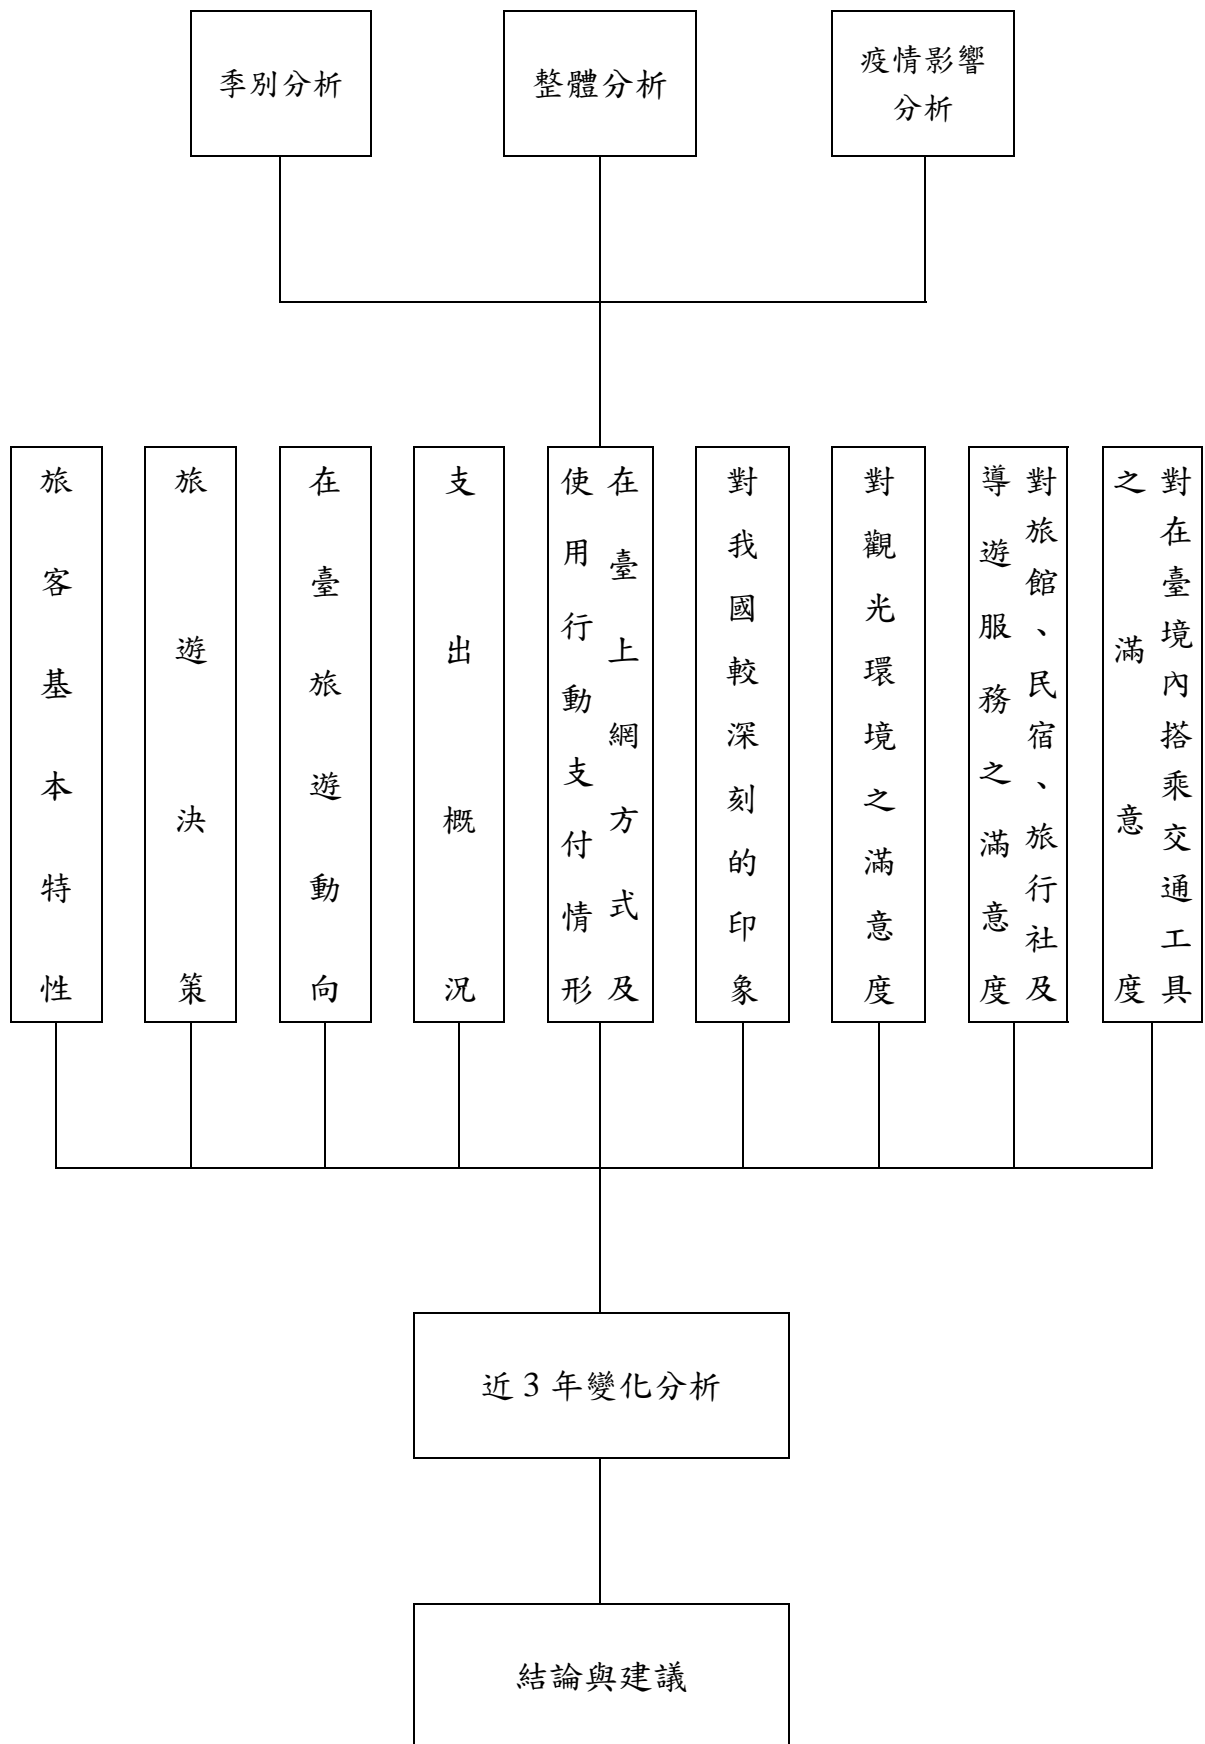 季別分析
整體分析
疫情影響
分析
旅客基本特性
旅遊決策
在臺旅遊動向
支出概況
在臺上網方式及
使用行動支付情形
對我國較深刻的印象
對觀光環境之滿意度
對旅館、民宿、旅行社及
導遊服務之滿意度
對在臺境內搭乘交通工具
之滿意度
近3年變化分析
結論與建議